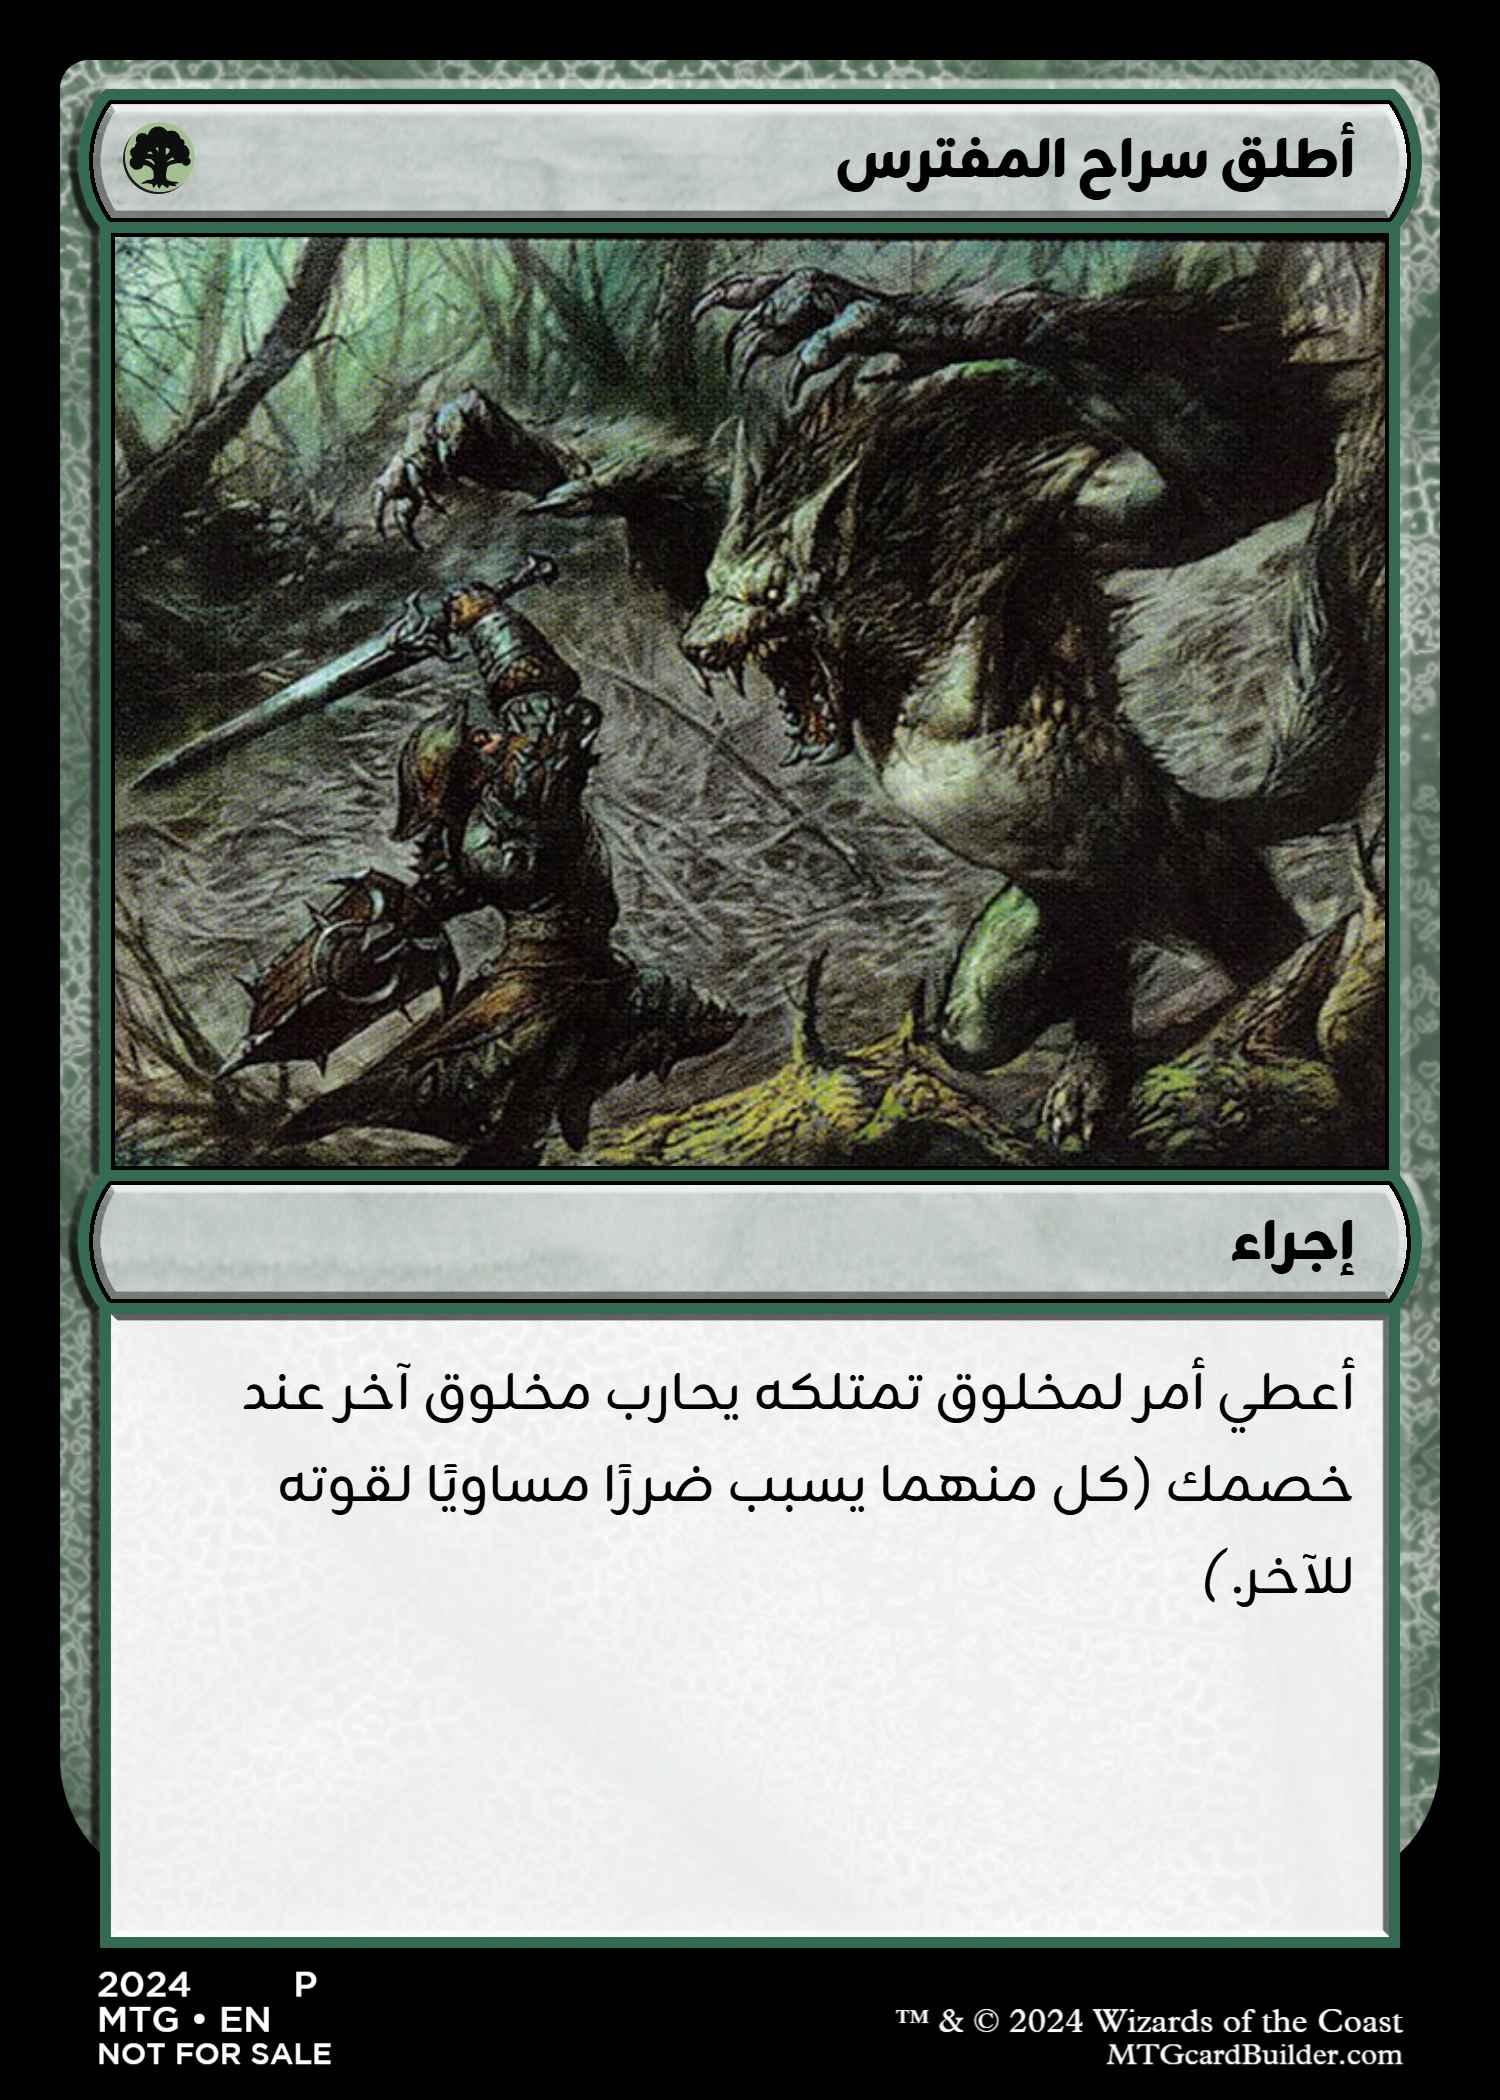 أطلق سراح المفترس
إجراء
أعطي أمر لمخلوق تمتلكه يحارب مخلوق آخر عند
خصمك (كل منهما يسبب ضررًا مساويًا لقوته
للآخر.)
2024 P
MTG • EN
NOT FOR SALE
™ & © 2024 Wizards of the Coast
MTGcardBuilder.com